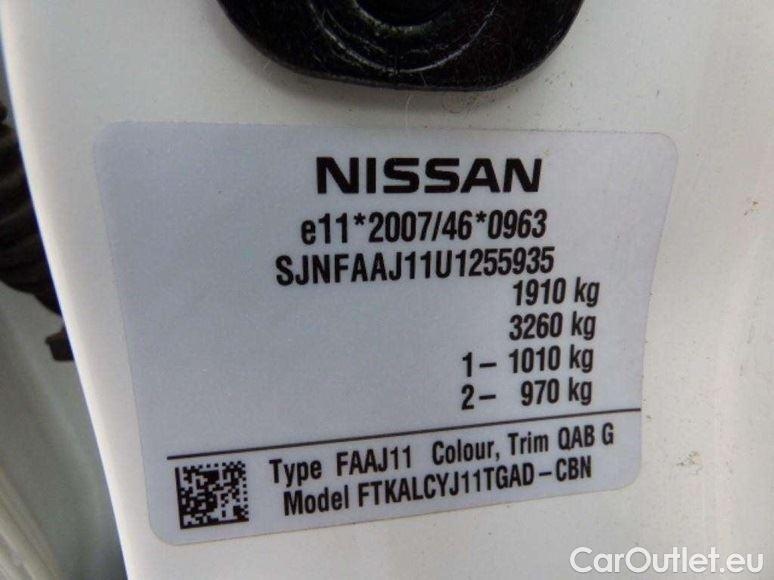 NISSAN
e11*2007/46*0963
SJNFAAJ11U1255935
1910 kg
3260 kg
1– 1010 kg
2– 970 kg
Type FAAJ11 Colour, Trim QAB G
Model FTKALCYJ11TGAD–CBN
CarOutlet.eu